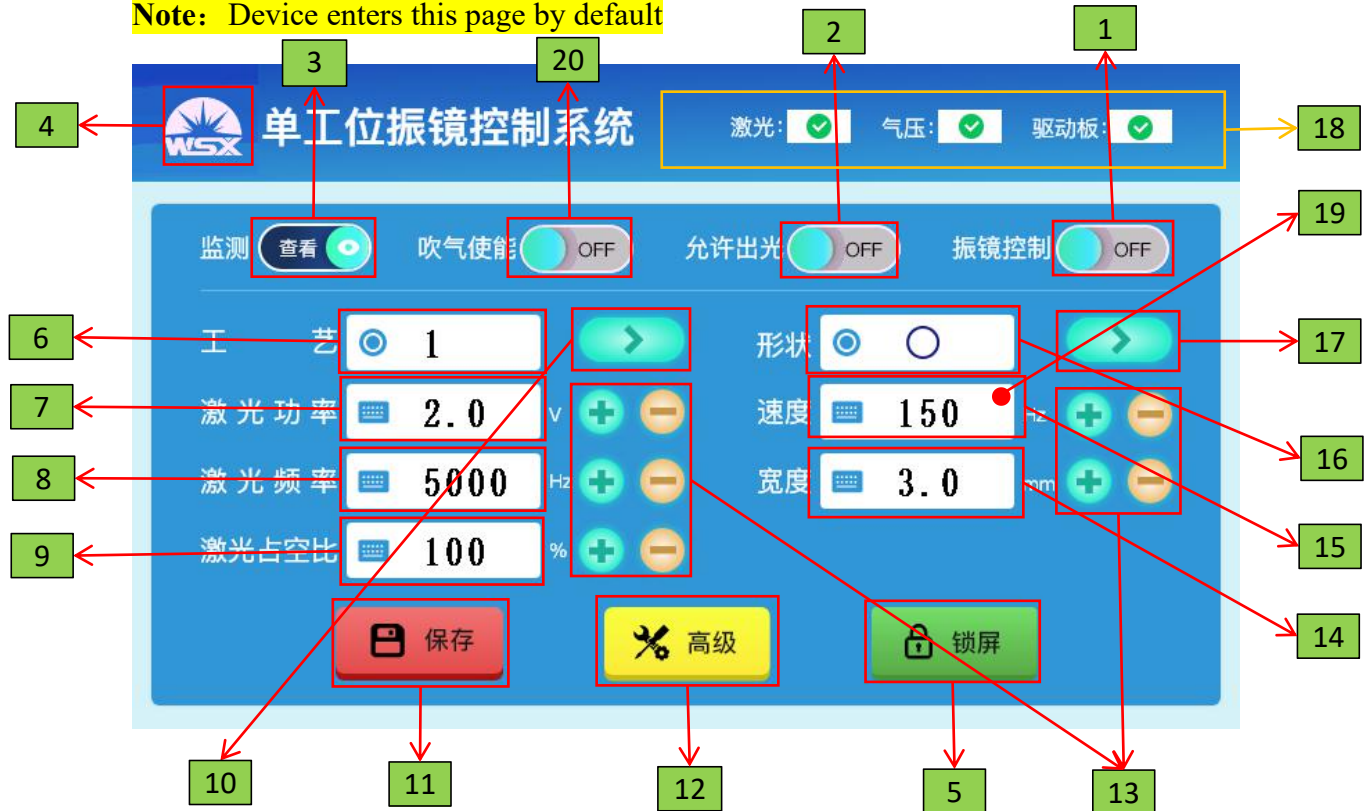 Note： Device enters this page by default
1
2
20
3
4
WSX
单工位振镜控制系统
激光:
气压:
驱动板:
18
19
监测 查看
吹气使能 OFF
允许出光 OFF
振镜控制 OFF
6
工 艺 1
形状
17
7
激光功率 2.0 V
速度 150 Hz
16
8
激光频率 5000 Hz
宽度 3.0 mm
15
9
激光占空比 100 %
14
保存
高级
锁屏
10
11
12
5
13